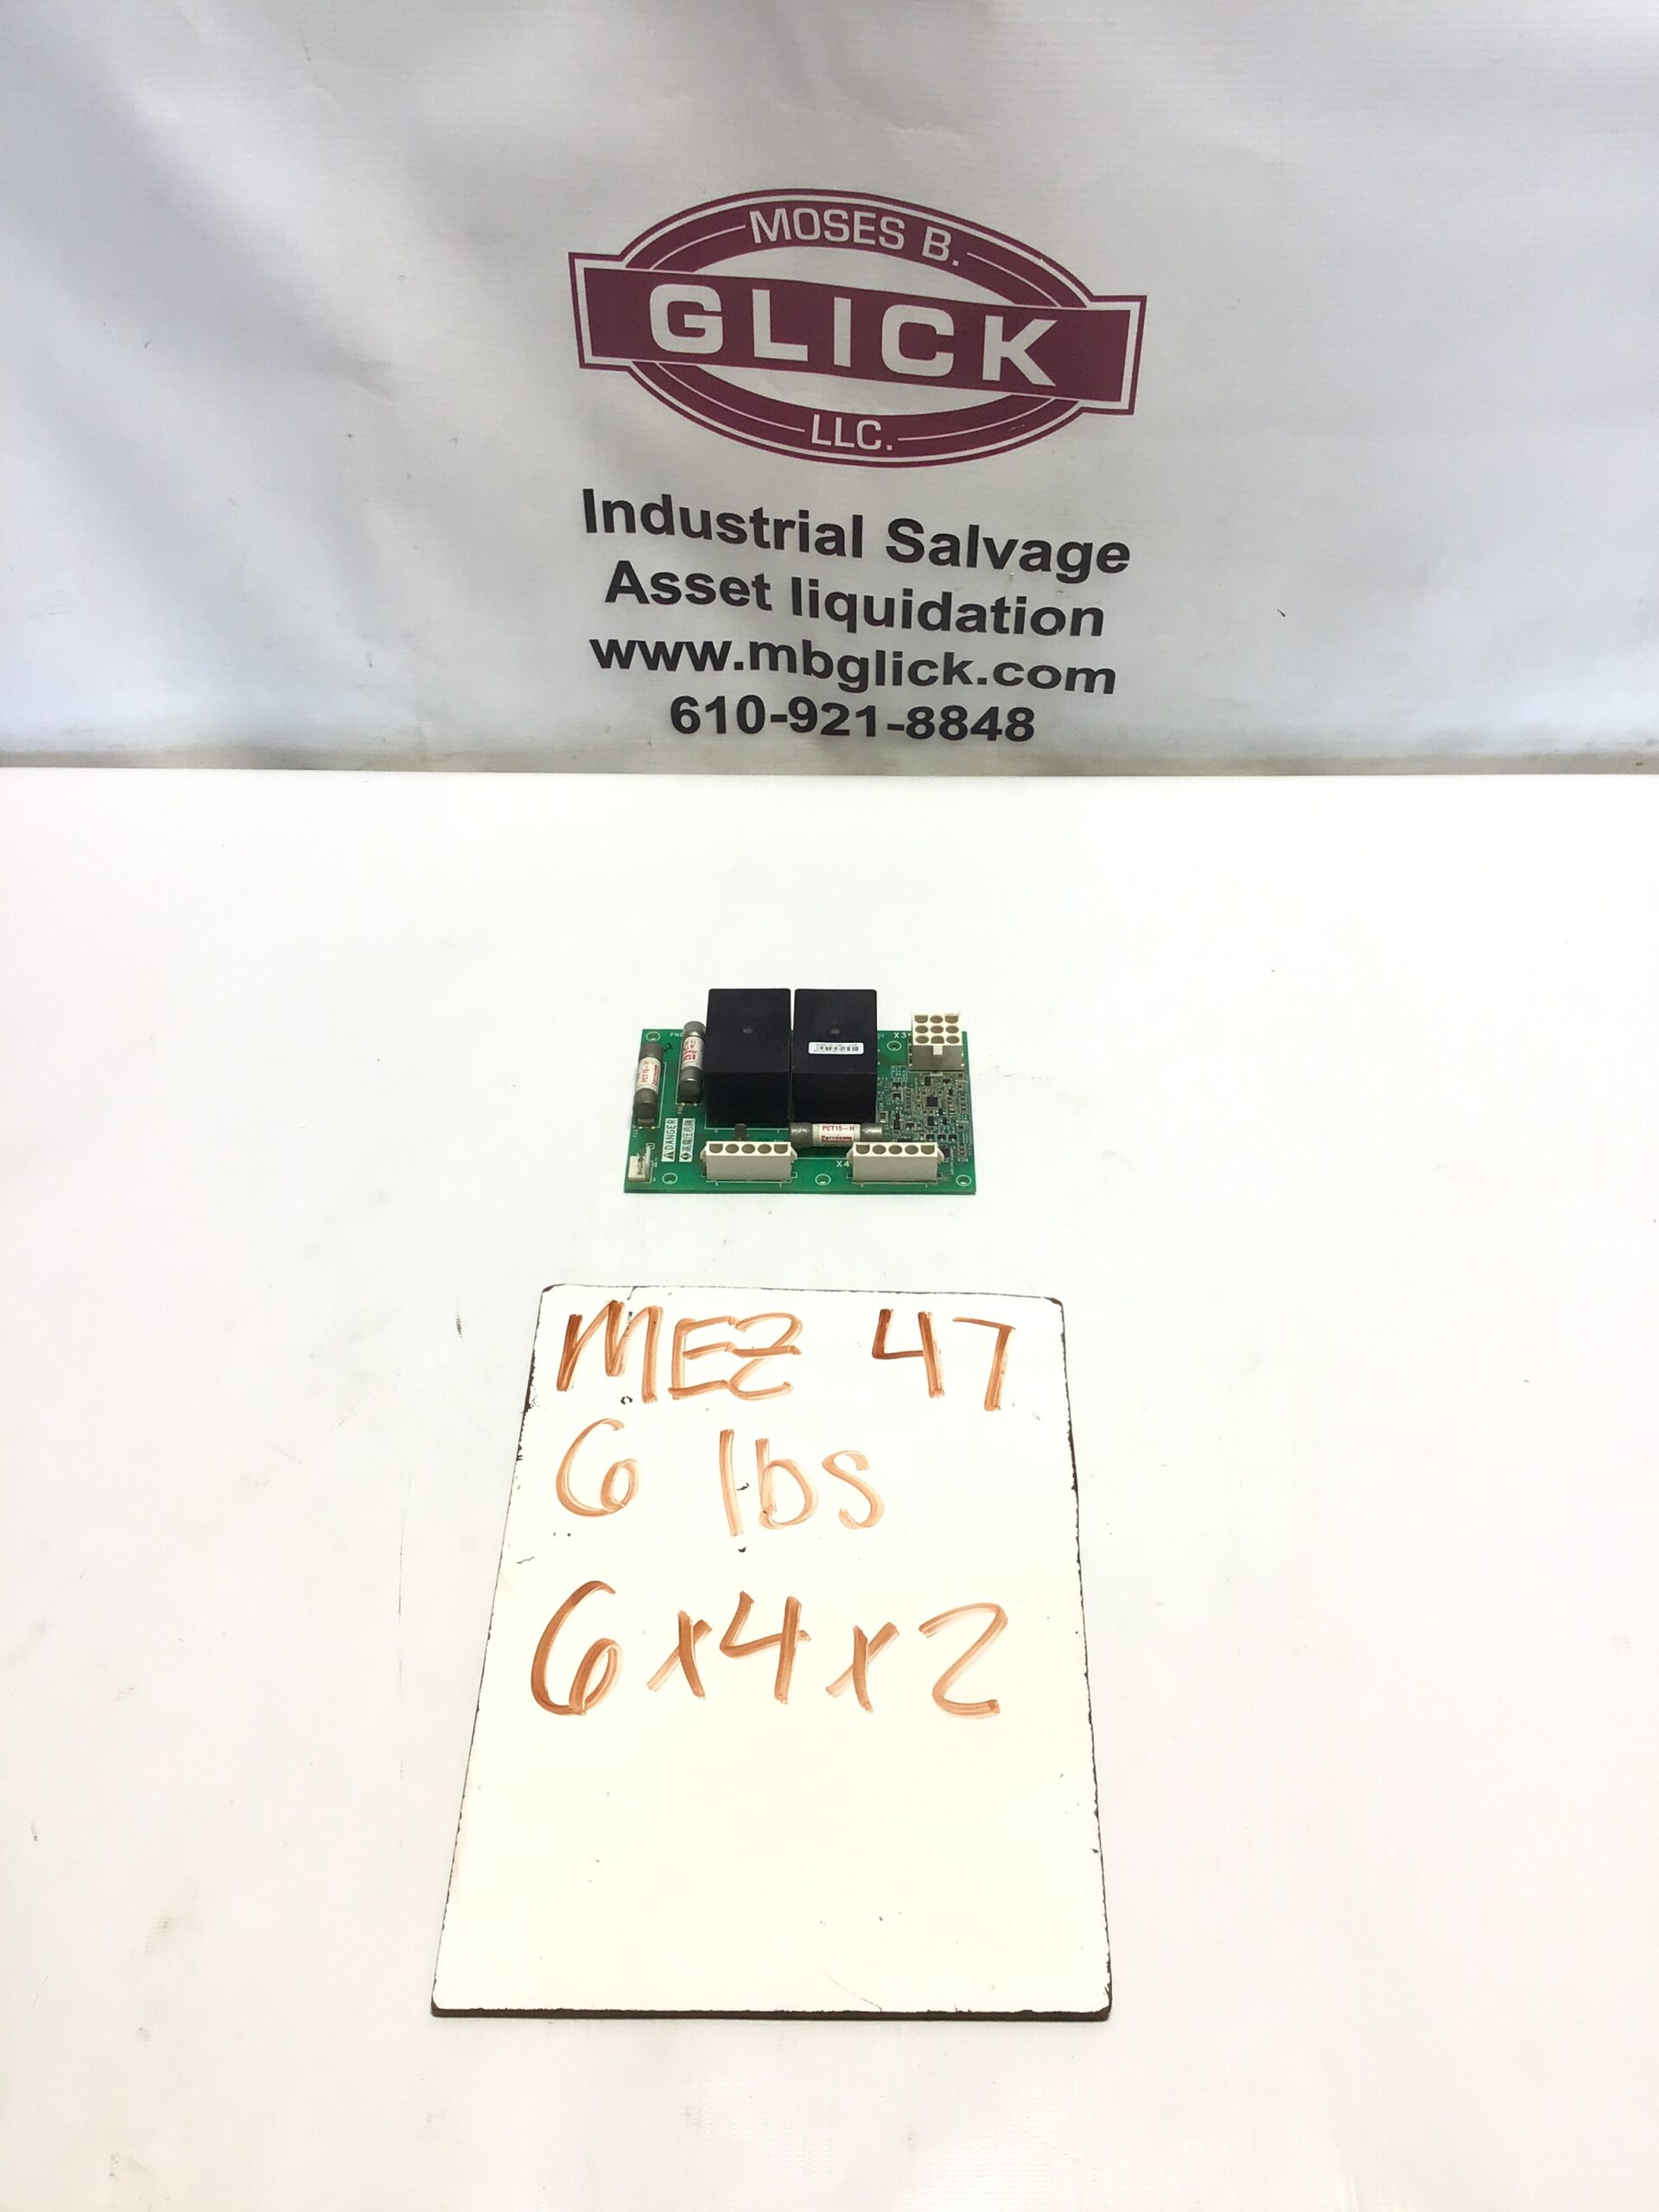 MOSES B.
GLICK
LLC.
Industrial Salvage
Asset liquidation
www.mbglick.com
610-921-8848
X3
PCT15-H
PCT15-H
DANGER
X4
MEZ 47
6 lbs
6x4x2